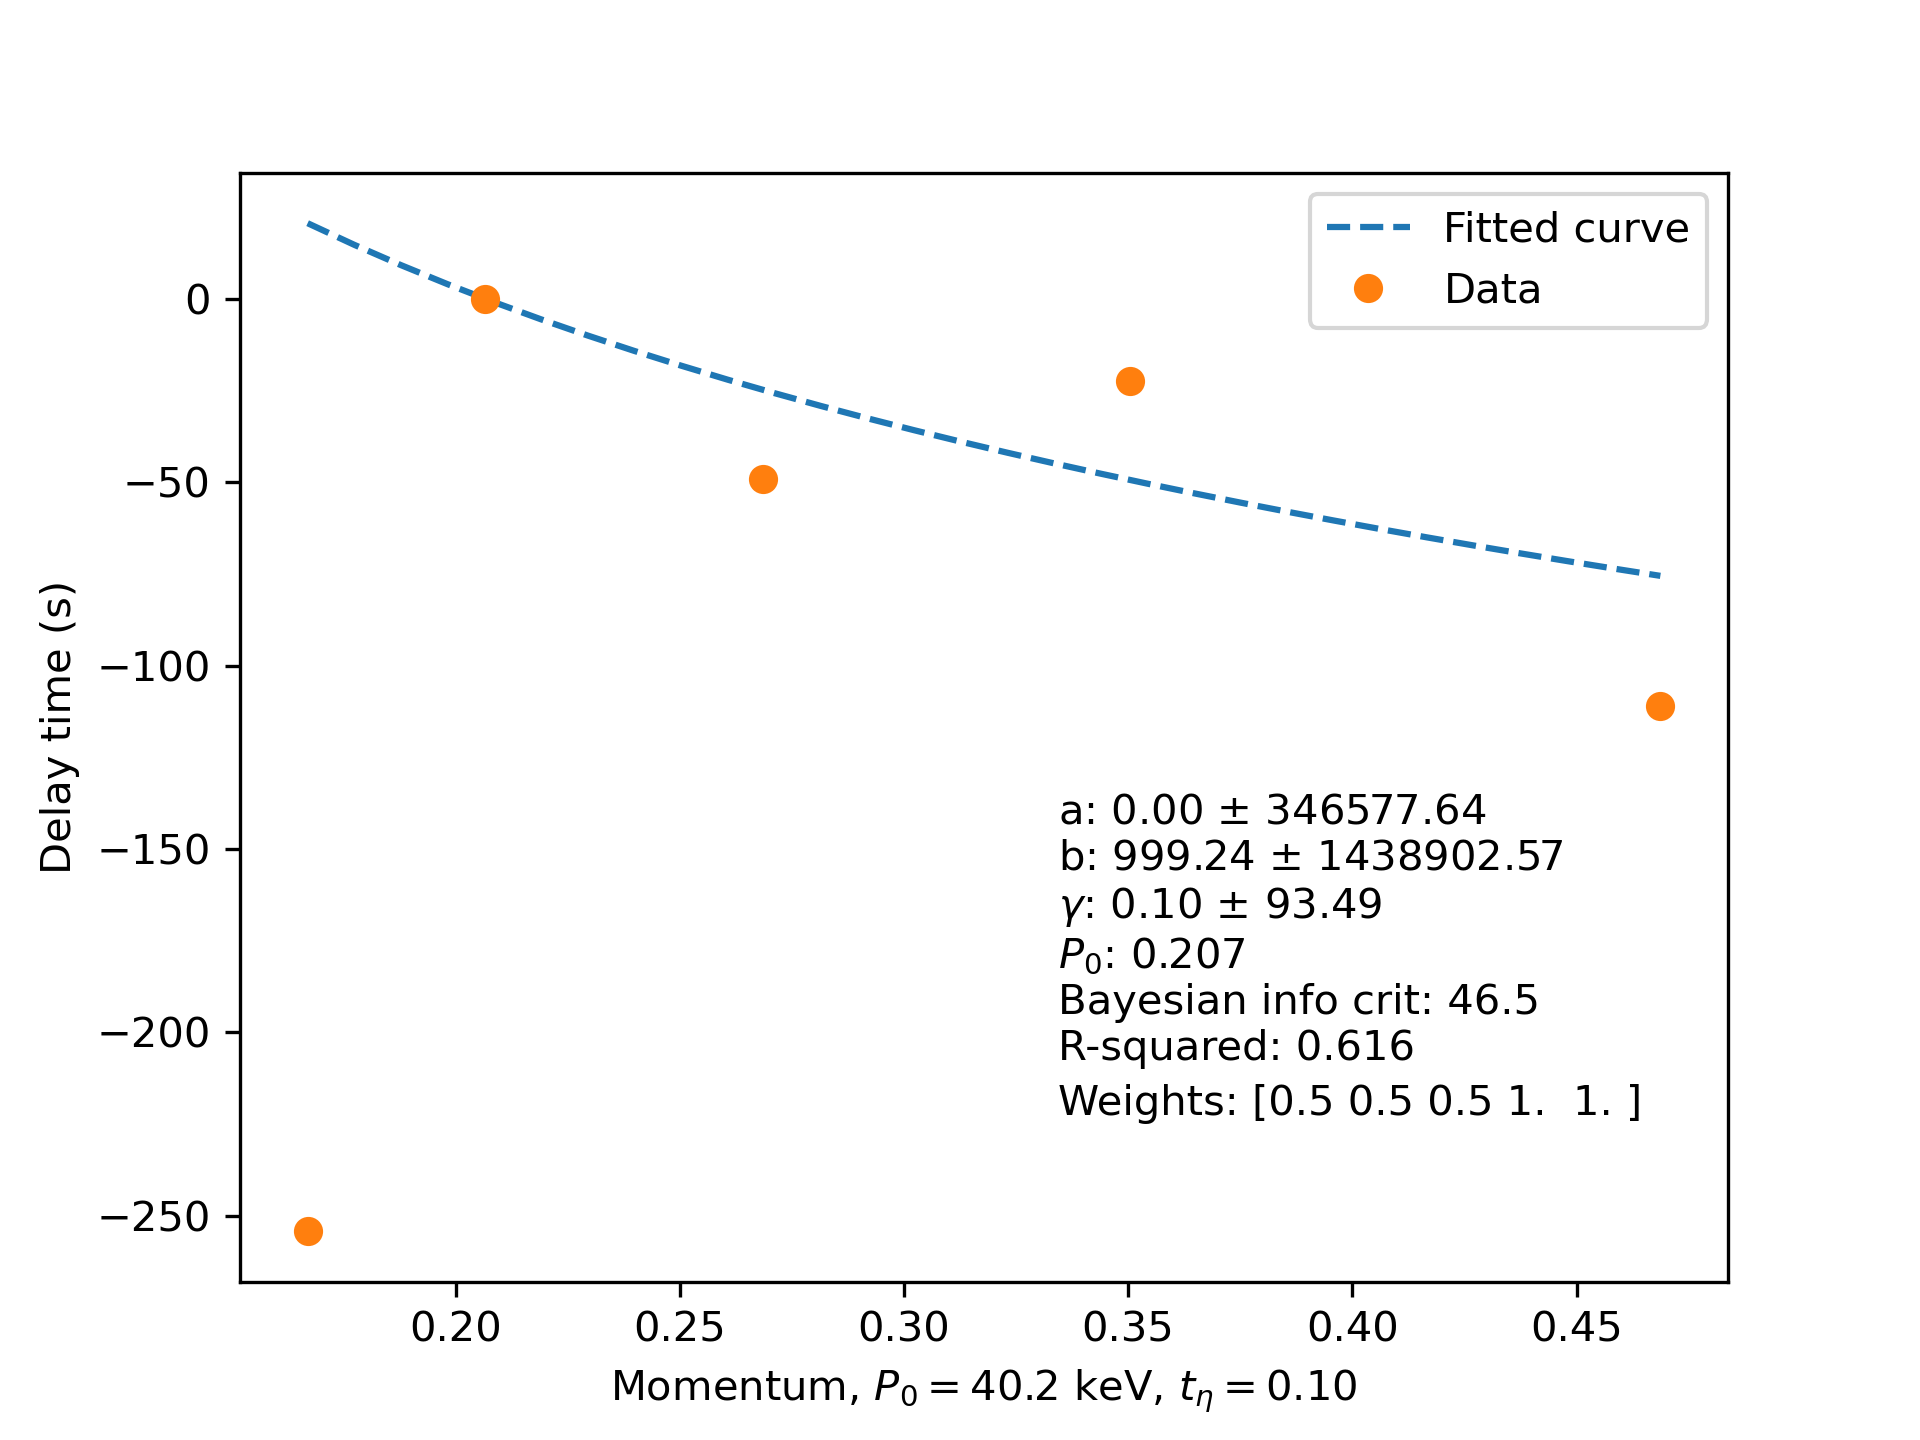 Fitted curve
Data
0
−50
−100
−150
−200
−250
Delay time (s)
a: 0.00 ± 346577.64
b: 999.24 ± 1438902.57
γ: 0.10 ± 93.49
P₀: 0.207
Bayesian info crit: 46.5
R-squared: 0.616
Weights: [0.5 0.5 0.5 1.  1. ]
0.20 0.25 0.30 0.35 0.40 0.45
Momentum, P₀ = 40.2 keV, tη = 0.10